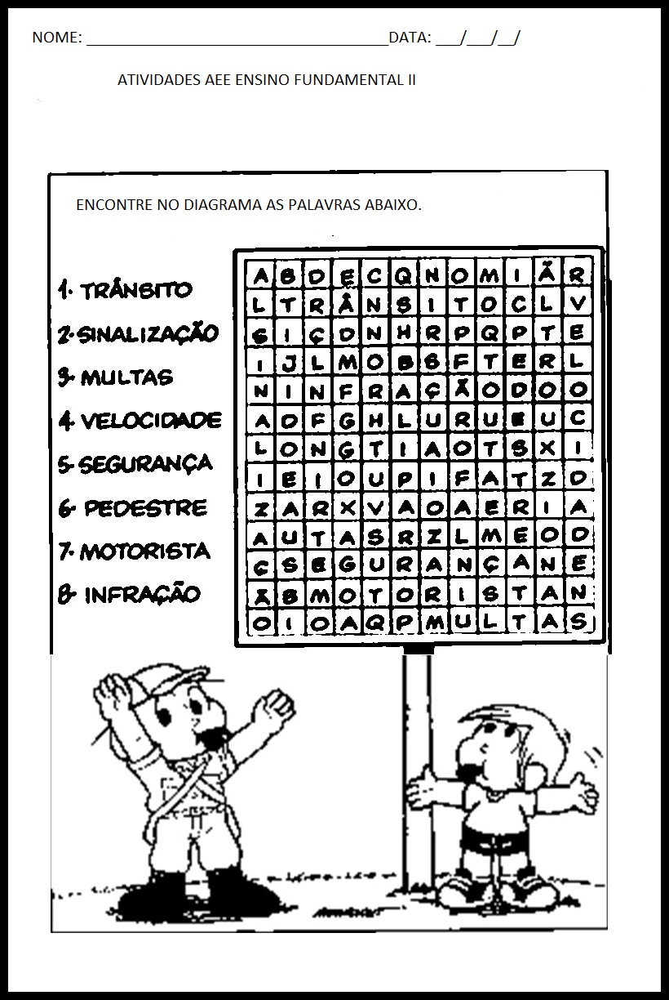 NOME: __________________________________DATA: ___/___/__/
ATIVIDADES AEE ENSINO FUNDAMENTAL II
ENCONTRE NO DIAGRAMA AS PALAVRAS ABAIXO.
1. TRÂNSITO
2. SINALIZAÇÃO
3. MULTAS
4. VELOCIDADE
5. SEGURANÇA
6. PEDESTRE
7. MOTORISTA
8. INFRAÇÃO
A B D E C Q N O M I Ã R
L T R Â N S I T O C L V
S I Ç D N H R P Q P T E
I J L M O B S F T E R L
N I N F R A Ç Ã O D O O
A D F G H L U R U E U C
L O N G T I A O T S X I
I E I O U P I F A T Z D
Z A R X V A O A E R I A
A U T A S R Z L M E O D
Ç S E G U R A N Ç A N E
Ã B M O T O R I S T A N
O I O A Q P M U L T A S